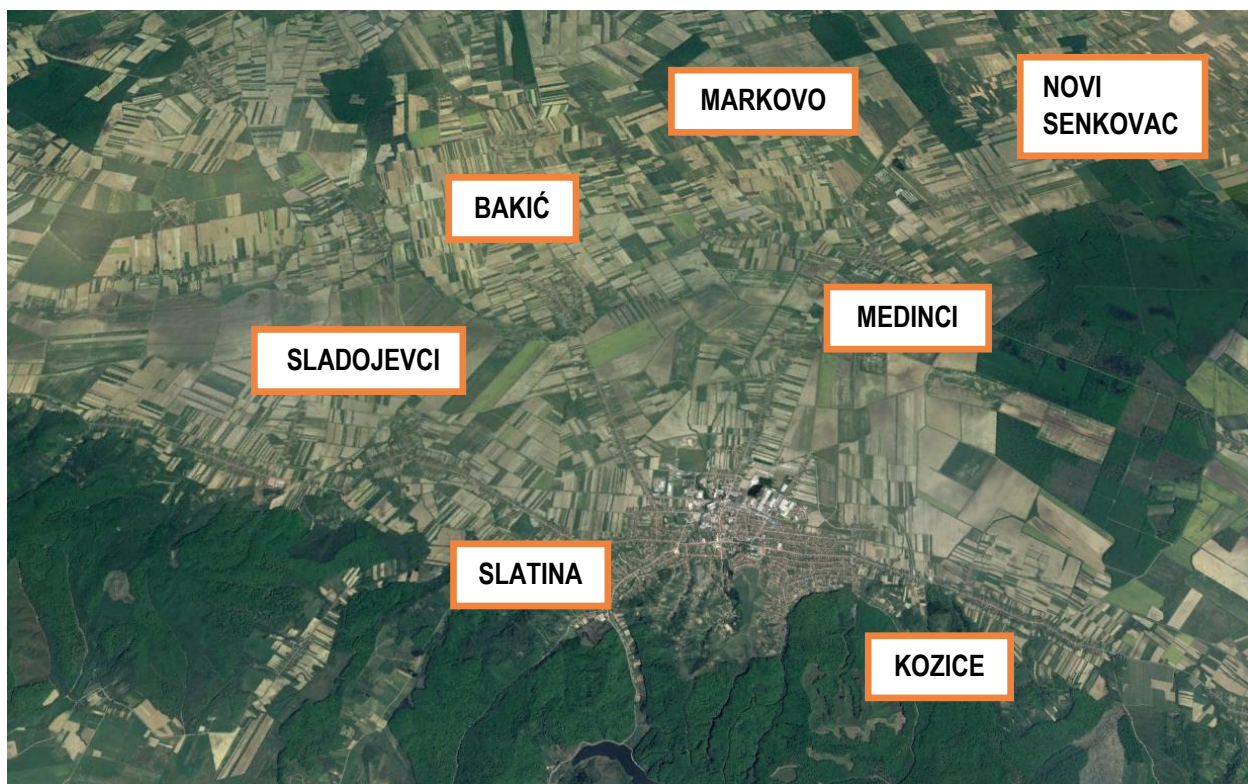 MARKOVO
NOVI
SENKOVAC
BAKIĆ
MEDINCI
SLADOJEVCI
SLATINA
KOZICE